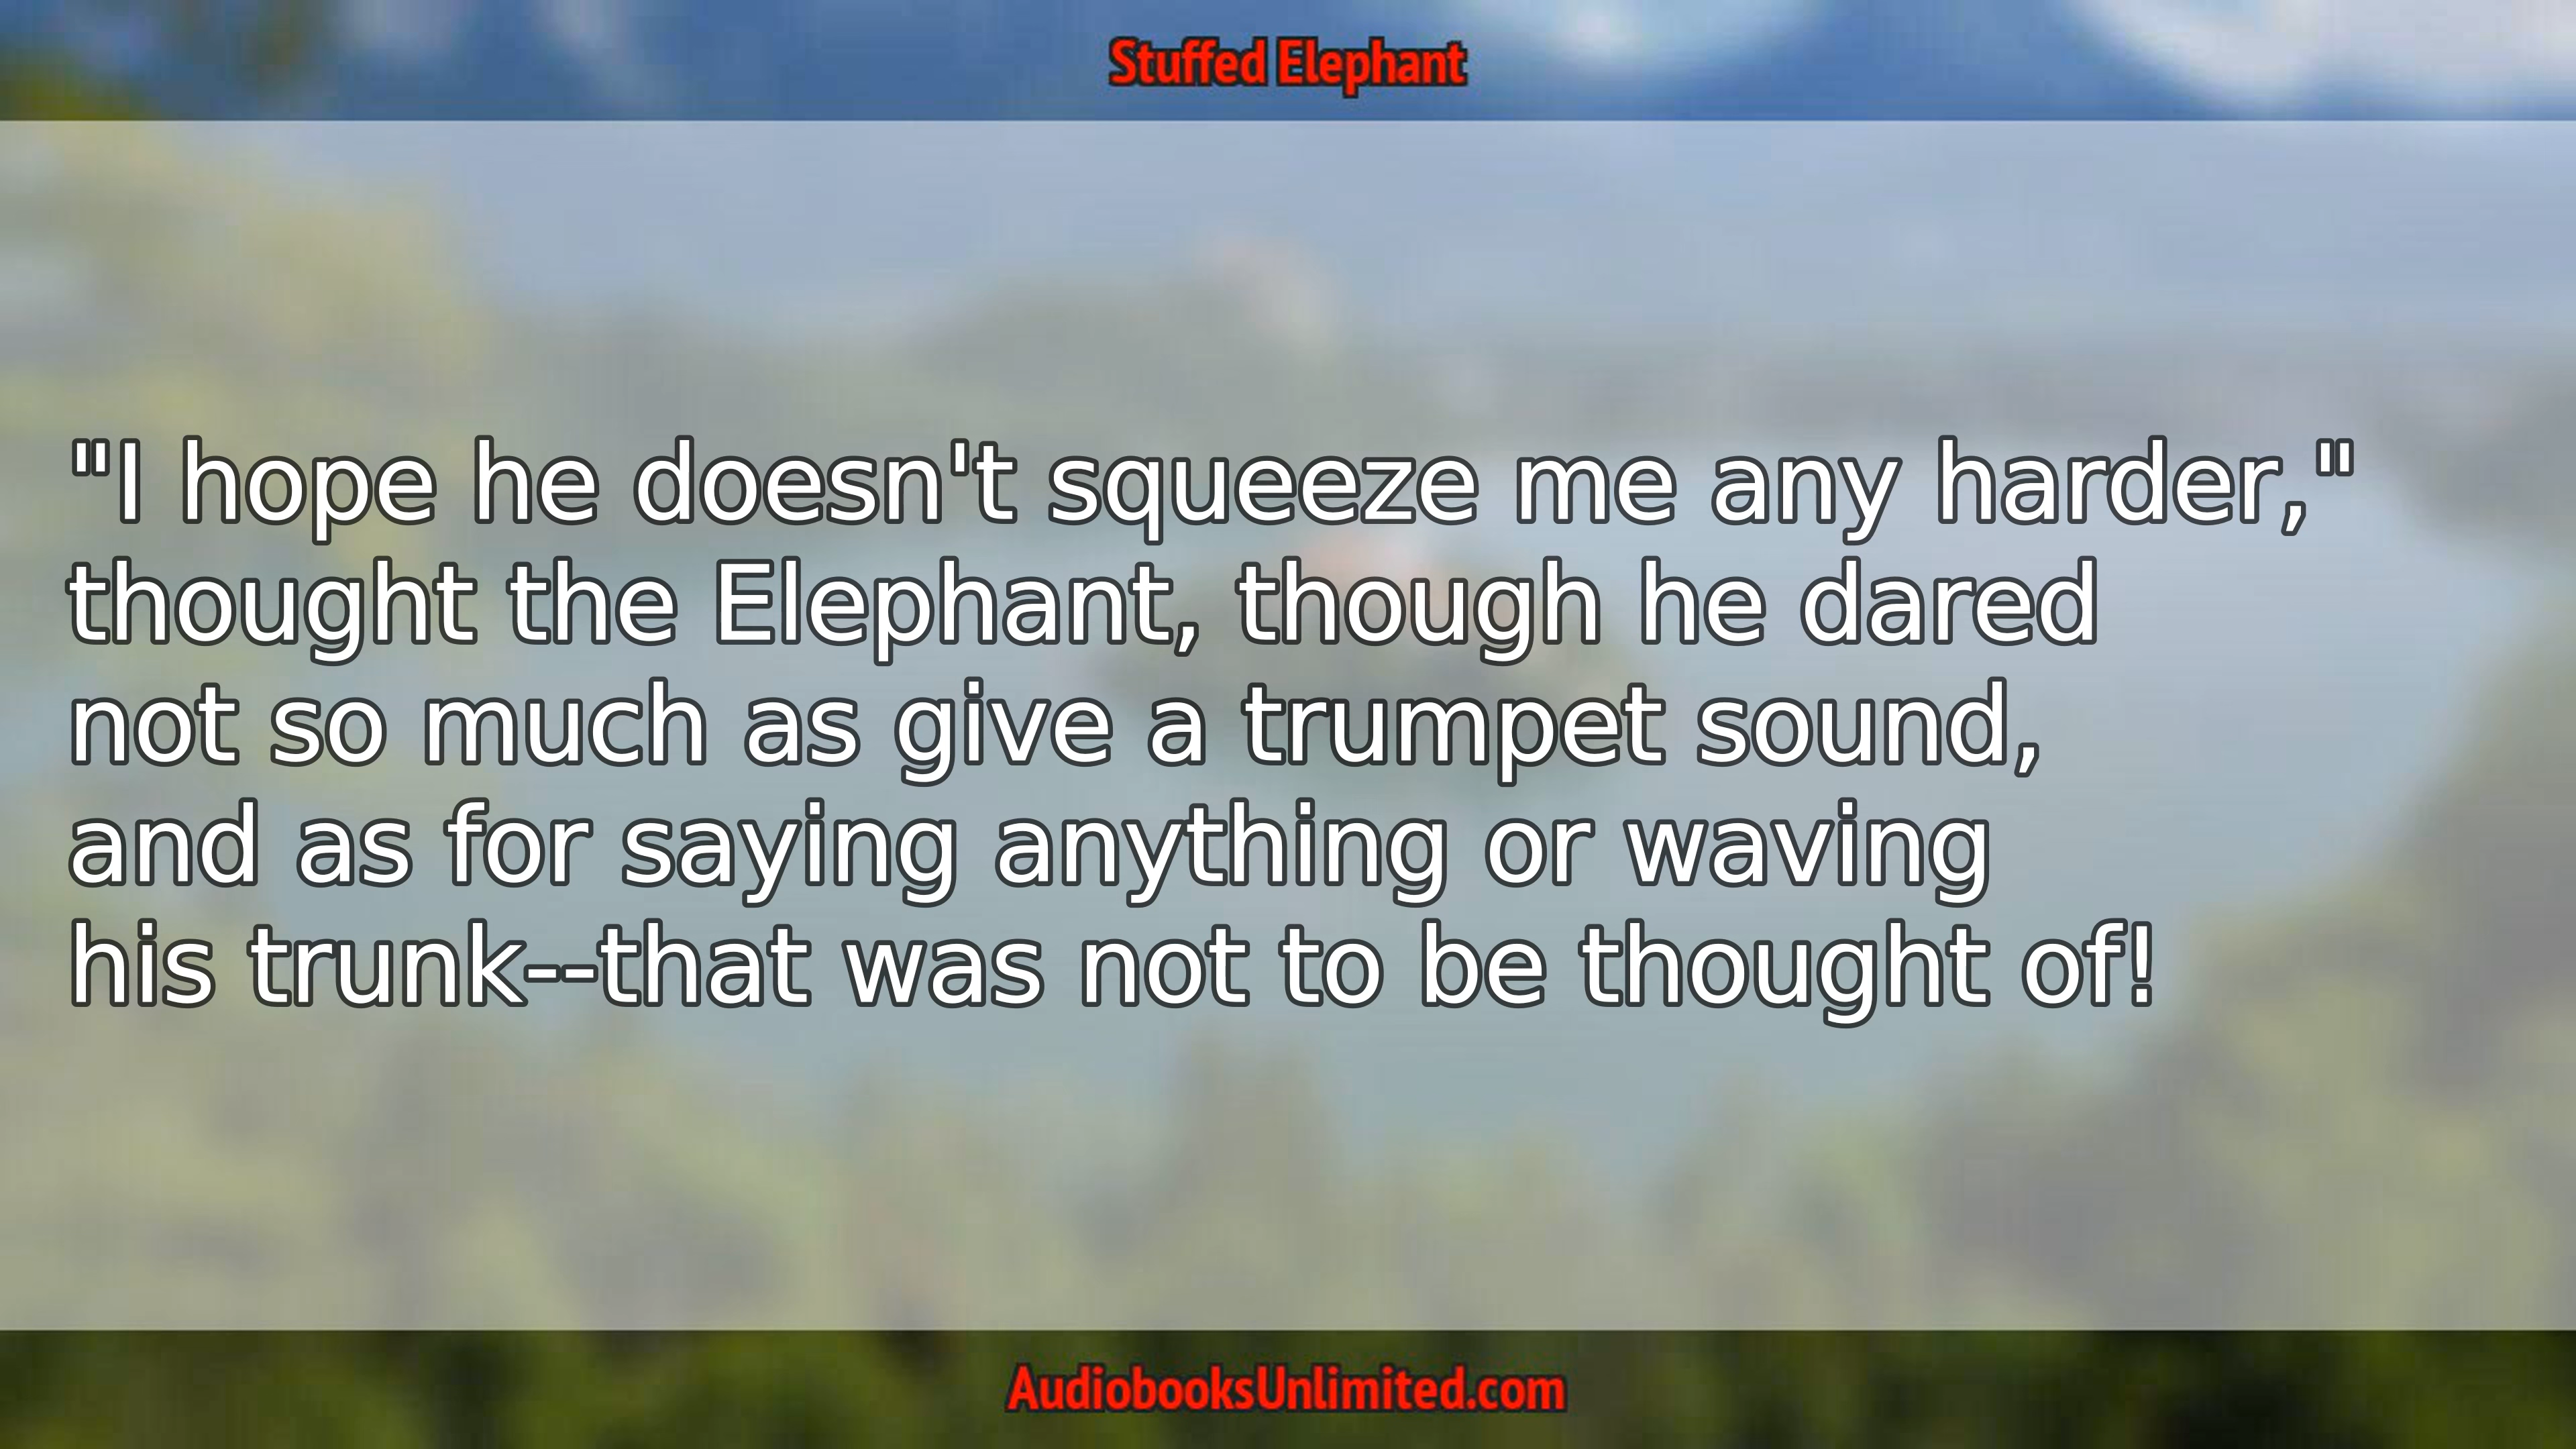 Stuffed Elephant
"I hope he doesn't squeeze me any harder,"
thought the Elephant, though he dared
not so much as give a trumpet sound,
and as for saying anything or waving
his trunk--that was not to be thought of!
AudiobooksUnlimited.com